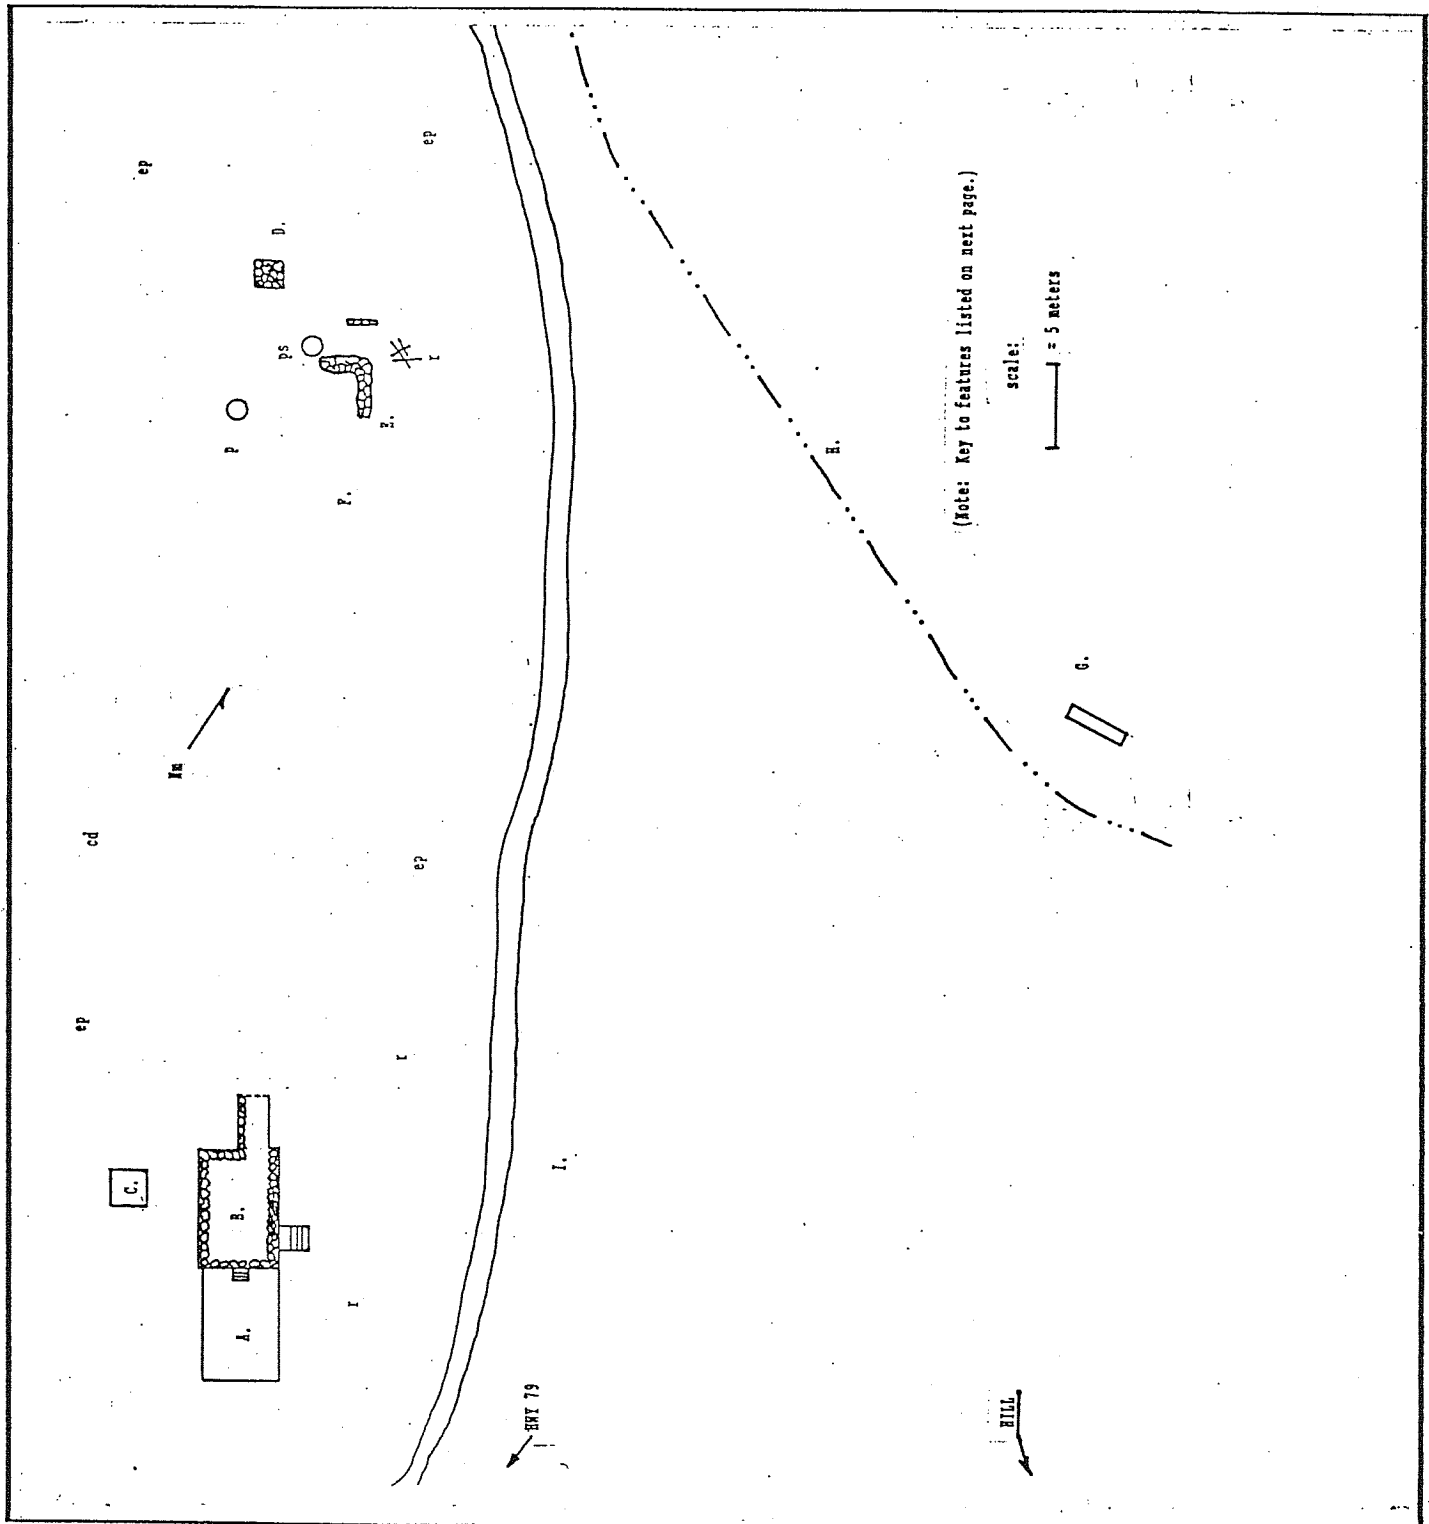 ep
cd
C.
ep
Nm
p
A.
B.
D.
ps
F.
r
E.
r
ep
ep
r
HWY 79
I.
H.
(Note: Key to features listed on next page.)
HILL
scale:
= 5 meters
G.